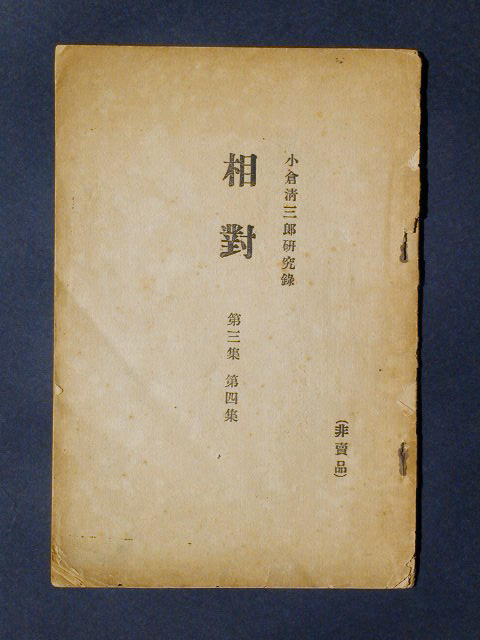 (非賣品)
小倉清三郎研究錄
相對
第三集 第四集